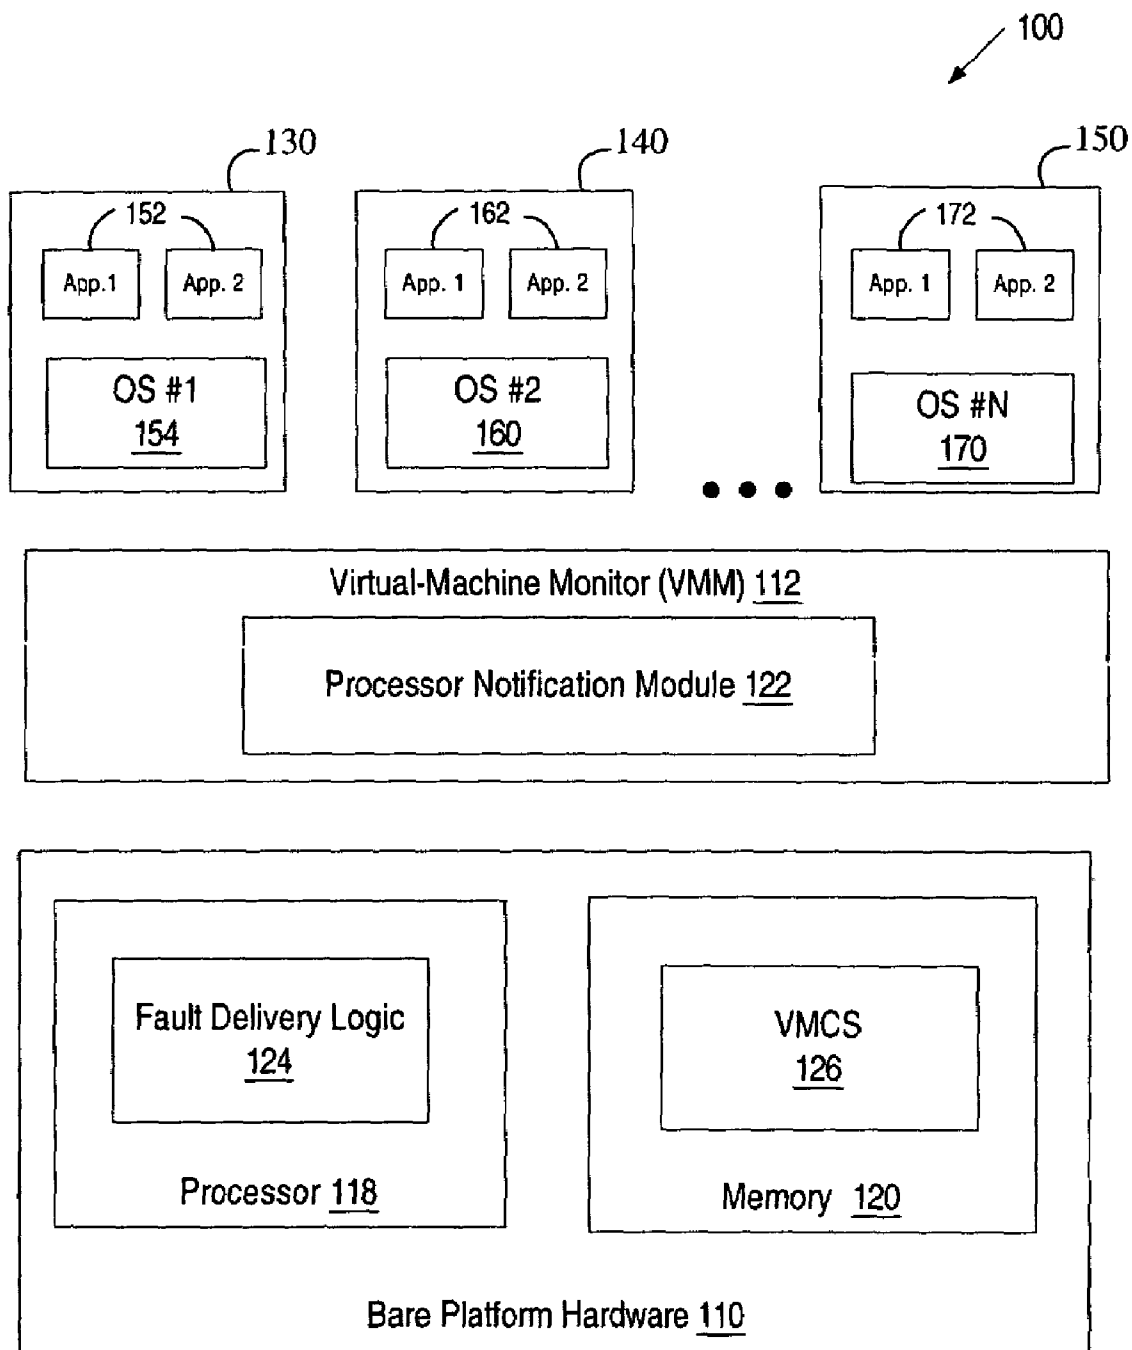 100
130
140
150
152
162
172
App.1
App. 2
App. 1
App. 2
App. 1
App. 2
OS #1
154
OS #2
160
OS #N
170
Virtual-Machine Monitor (VMM) 112
Processor Notification Module 122
Fault Delivery Logic
124
VMCS
126
Processor 118
Memory 120
Bare Platform Hardware 110